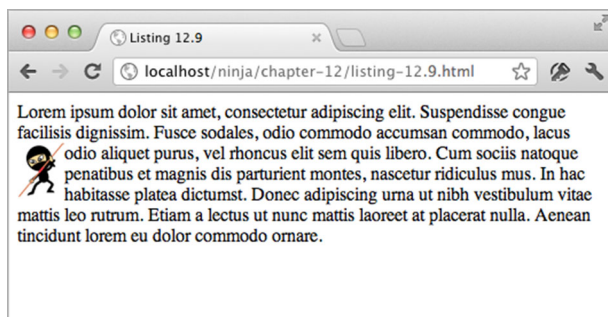 Listing 12.9
localhost/ninja/chapter-12/listing-12.9.html
Lorem ipsum dolor sit amet, consectetur adipiscing elit. Suspendisse congue
facilisis dignissim. Fusce sodales, odio commodo accumsan commodo, lacus
odio aliquet purus, vel rhoncus elit sem quis libero. Cum sociis natoque
penatibus et magnis dis parturient montes, nascetur ridiculus mus. In hac
habitasse platea dictumst. Donec adipiscing urna ut nibh vestibulum vitae
mattis leo rutrum. Etiam a lectus ut nunc mattis laoreet at placerat nulla. Aenean
tincidunt lorem eu dolor commodo ornare.